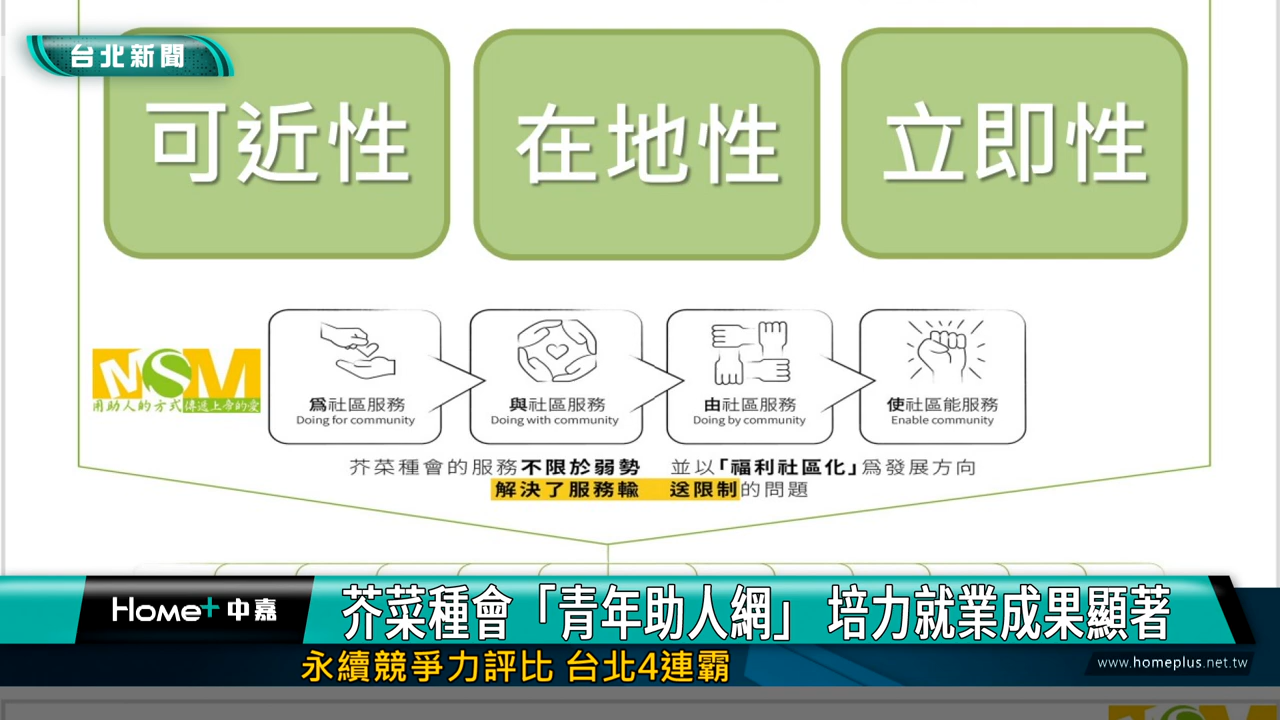 台北新聞
可近性
在地性
立即性
MSM
用助人的方式傳遞上帝的愛
為社區服務
Doing for community
與社區服務
Doing with community
由社區服務
Doing by community
使社區能服務
Enable community
芥菜種會的服務不限於弱勢 並以「福利社區化」為發展方向
解決了服務輸 送限制的問題
Home+ 中嘉
芥菜種會「青年助人網」 培力就業成果顯著
永續競爭力評比 台北4連霸
www.homeplus.net.tw